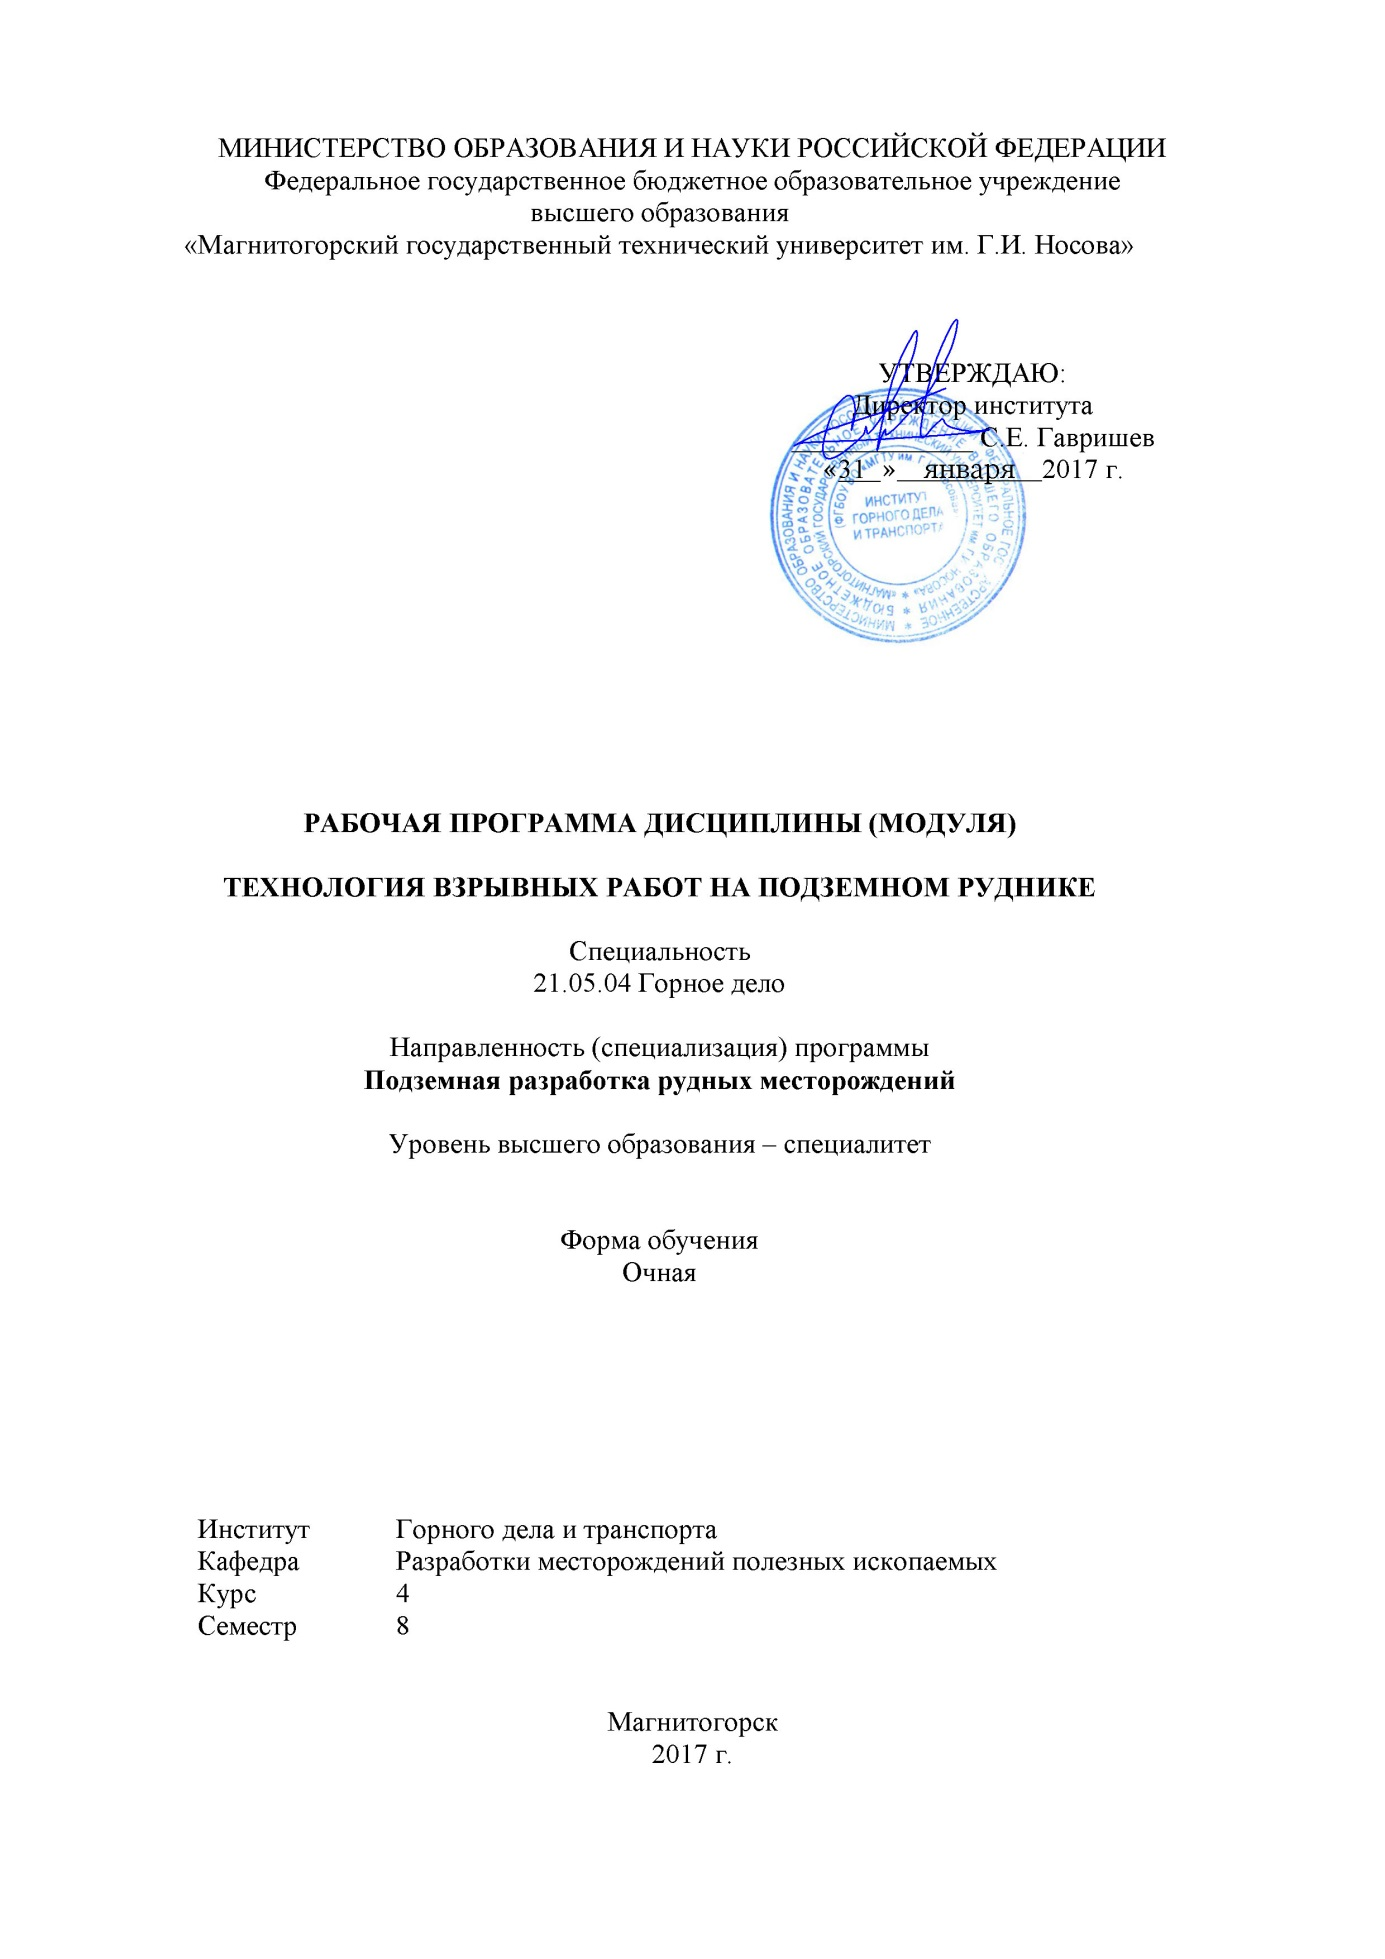 МИНИСТЕРСТВО ОБРАЗОВАНИЯ И НАУКИ РОССИЙСКОЙ ФЕДЕРАЦИИ
Федеральное государственное бюджетное образовательное учреждение
высшего образования
«Магнитогорский государственный технический университет им. Г.И. Носова»
УТВЕРЖДАЮ:
Директор института
С.Е. Гавришев
«31 » января 2017 г.
ИНСТИТУТ
ГОРНОГО ДЕЛА
И ТРАНСПОРТА
РАБОЧАЯ ПРОГРАММА ДИСЦИПЛИНЫ (МОДУЛЯ)
ТЕХНОЛОГИЯ ВЗРЫВНЫХ РАБОТ НА ПОДЗЕМНОМ РУДНИКЕ
Специальность
21.05.04 Горное дело
Направленность (специализация) программы
Подземная разработка рудных месторождений
Уровень высшего образования – специалитет
Форма обучения
Очная
Институт Горного дела и транспорта
Кафедра Разработки месторождений полезных ископаемых
Курс 4
Семестр 8
Магнитогорск
2017 г.